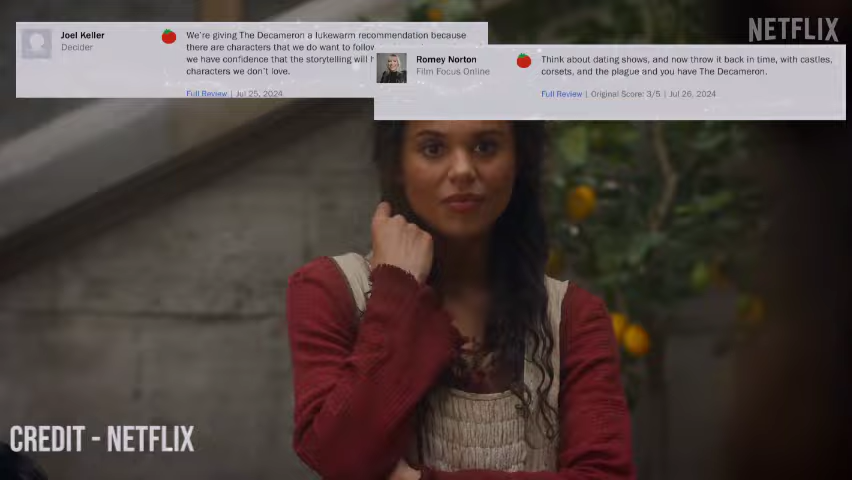 Joel Keller
Decider
We're giving The Decameron a lukewarm recommendation because
there are characters that we do want to follow
we have confidence that the storytelling will h
characters we don't love.
Full Review | Jul 25, 2024
NETFLIX
Romey Norton
Film Focus Online
Think about dating shows, and now throw it back in time, with castles,
corsets, and the plague and you have The Decameron.
Full Review | Original Score: 3/5 | Jul 26, 2024
CREDIT - NETFLIX